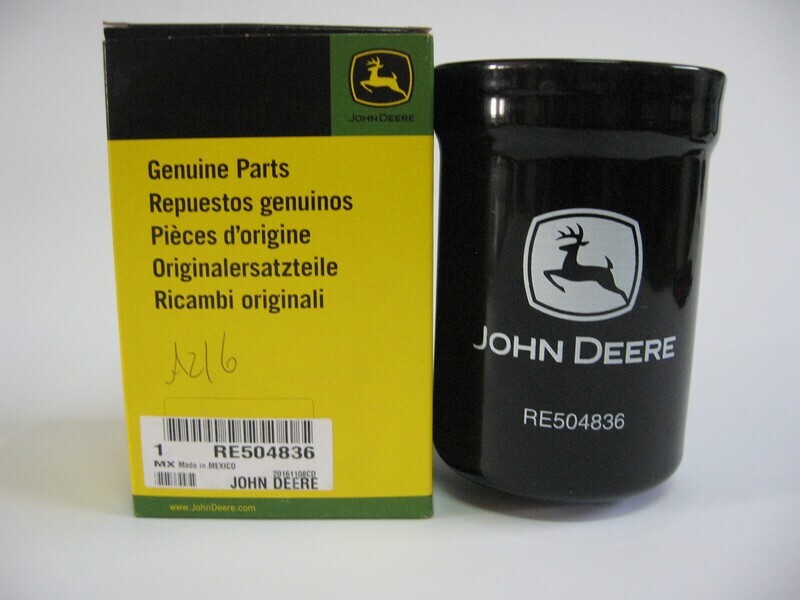 JOHN DEERE
Genuine Parts
Repuestos genuinos
Pièces d'origine
Originalersatzteile
Ricambi originali
A216
1 RE504836
MX Made in MEXICO
20161108CD
JOHN DEERE
www.JohnDeere.com
JOHN DEERE
RE504836